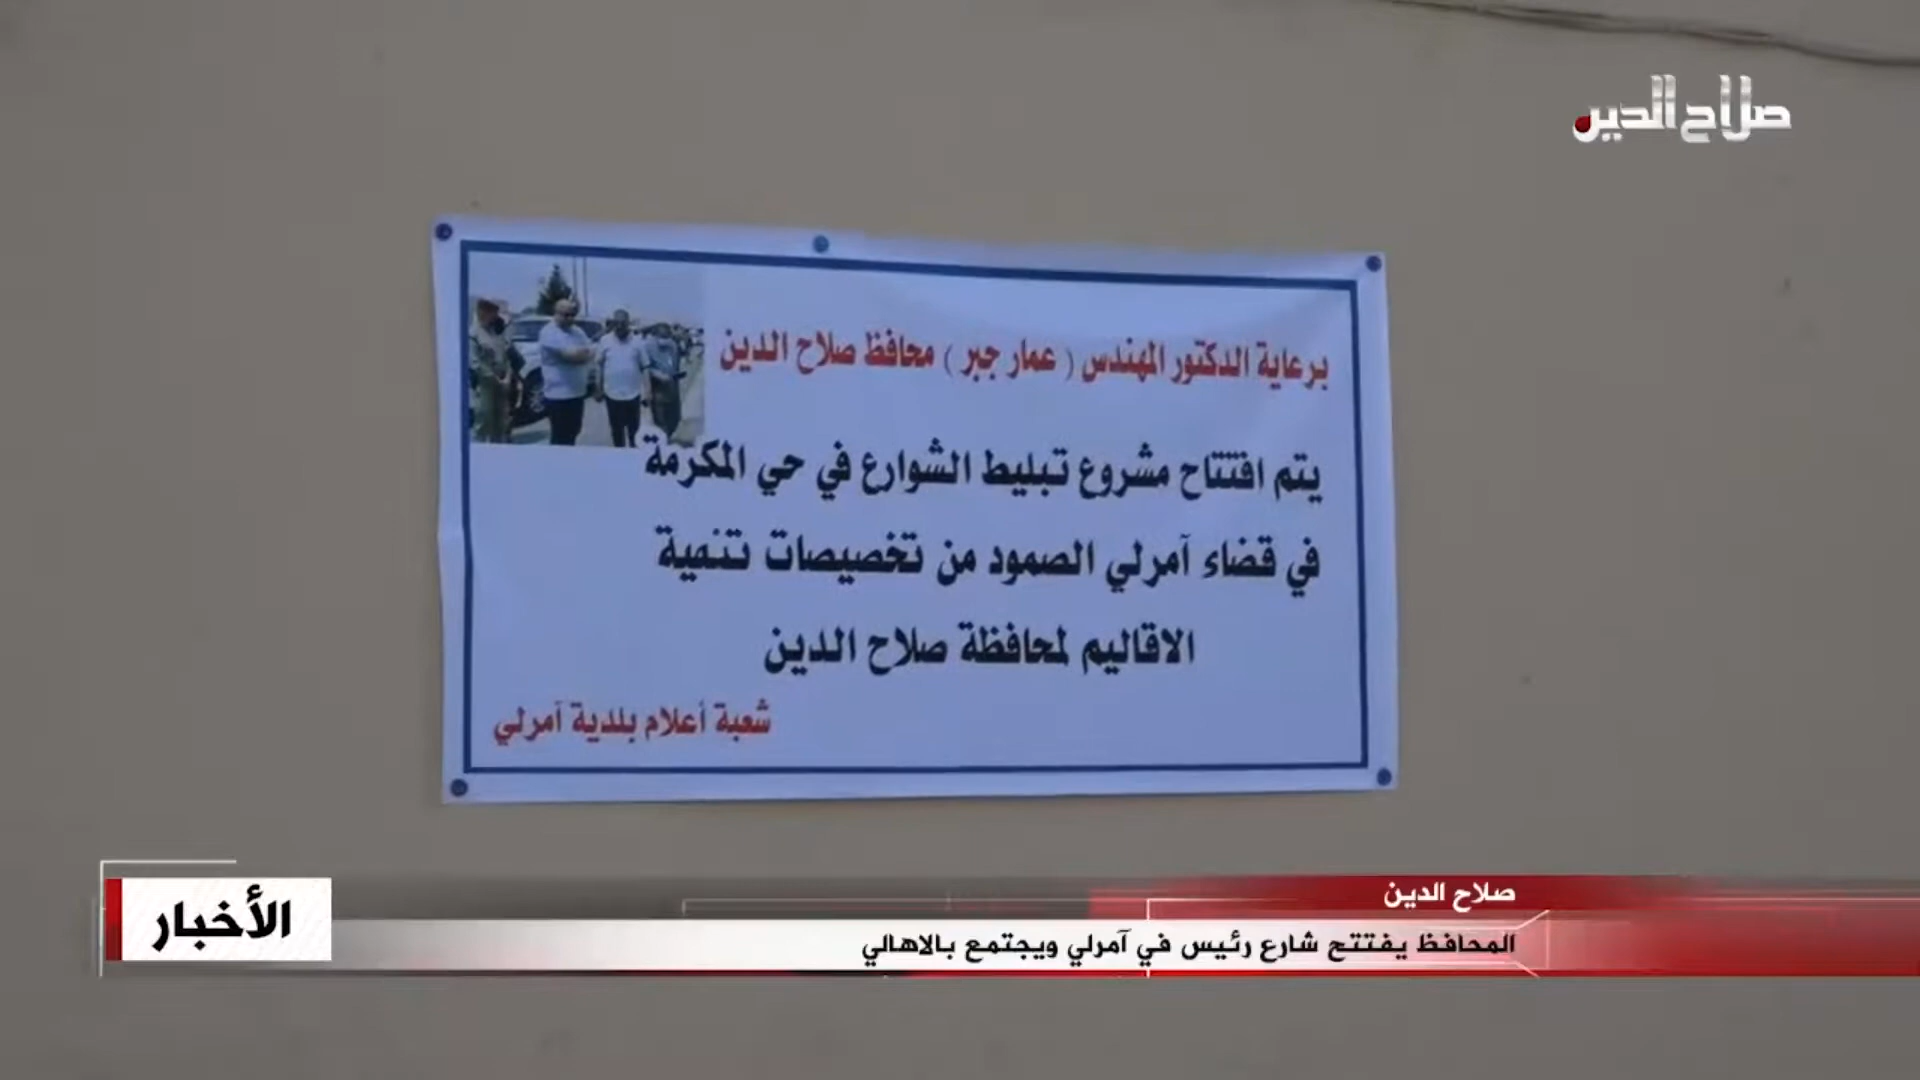 صلاح الدين
برعاية الدكتور المهندس ( عمار جبر ) محافظ صلاح الدين
يتم افتتاح مشروع تبليط الشوارع في حي المكرمة
في قضاء آمرلي الصمود من تخصيصات تنمية
الاقاليم لمحافظة صلاح الدين
شعبة أعلام بلدية آمرلي
صلاح الدين
المحافظ يفتتح شارع رئيس في آمرلي ويجتمع بالاهالي
الأخبار